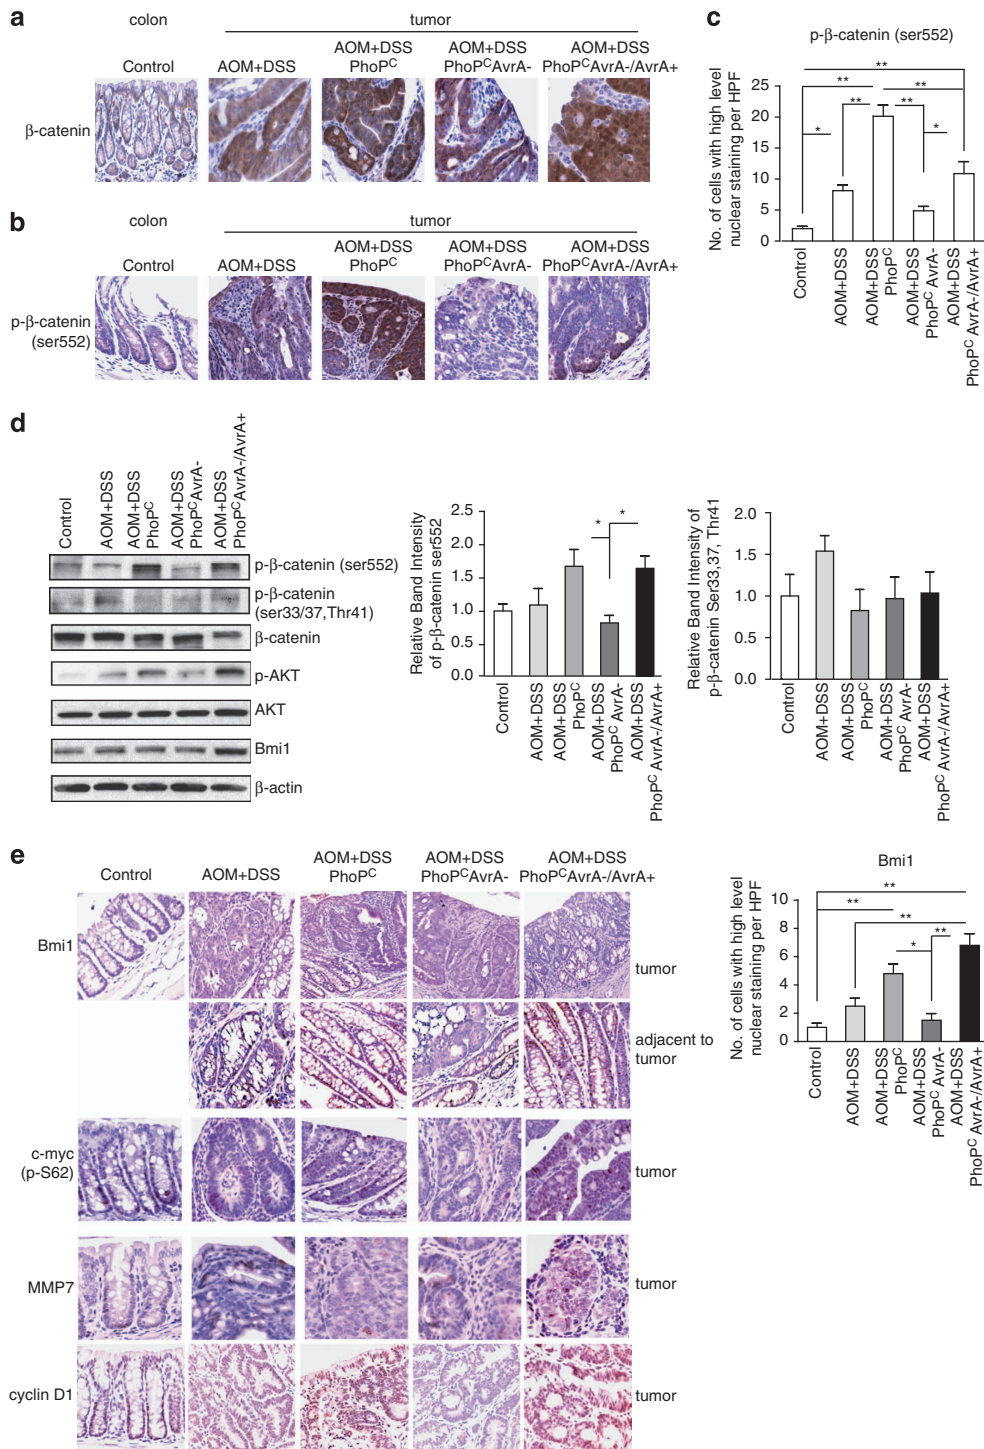 a
colon
tumor
Control
AOM+DSS
AOM+DSS
PhoPC
AOM+DSS
PhoPCAvrA-
AOM+DSS
PhoPCAvrA-/AvrA+
β-catenin
b
colon
tumor
Control
AOM+DSS
AOM+DSS
PhoPC
AOM+DSS
PhoPCAvrA-
AOM+DSS
PhoPCAvrA-/AvrA+
p-β-catenin
(ser552)
c
p-β-catenin (ser552)
No. of cells with high level
nuclear staining per HPF
25
20
15
10
5
0
*
**
**
**
**
*
**
Control
AOM+DSS
AOM+DSS
PhoPC
AOM+DSS
PhoPC AvrA-
AOM+DSS
PhoPC AvrA-/AvrA+
d
Control
AOM+DSS
AOM+DSS
PhoPC
AOM+DSS
PhoPCAvrA-
AOM+DSS
PhoPCAvrA-/AvrA+
p-β-catenin (ser552)
p-β-catenin
(ser33/37,Thr41)
β-catenin
p-AKT
AKT
Bmi1
β-actin
Relative Band Intensity
of p-β-catenin ser552
2.5
2.0
1.5
1.0
0.5
0.0
*
*
Control
AOM+DSS
AOM+DSS
PhoPC
AOM+DSS
PhoPC AvrA-
AOM+DSS
PhoPC AvrA-/AvrA+
Relative Band Intensity of
p-β-catenin Ser33,37, Thr41
2.0
1.5
1.0
0.5
0.0
Control
AOM+DSS
AOM+DSS
PhoPC
AOM+DSS
PhoPC AvrA-
AOM+DSS
PhoPC AvrA-/AvrA+
e
Control
AOM+DSS
AOM+DSS
PhoPC
AOM+DSS
PhoPCAvrA-
AOM+DSS
PhoPCAvrA-/AvrA+
Bmi1
tumor
adjacent to
tumor
c-myc
(p-S62)
tumor
MMP7
tumor
cyclin D1
tumor
Bmi1
No. of cells with high level
nuclear staining per HPF
10
8
6
4
2
0
**
**
**
*
**
Control
AOM+DSS
AOM+DSS
PhoPC
AOM+DSS
PhoPC AvrA-
AOM+DSS
PhoPC AvrA-/AvrA+